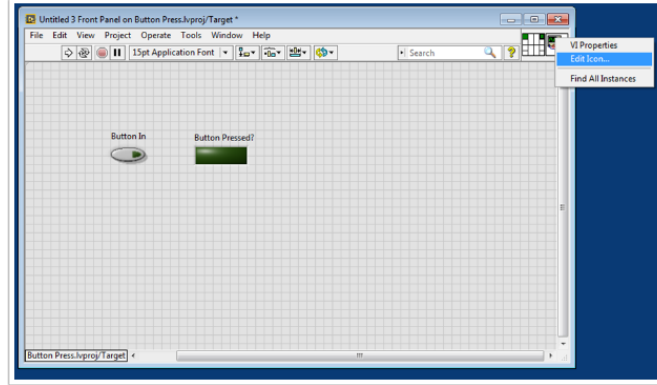 Untitled 3 Front Panel on Button Press.lvproj/Target *
File Edit View Project Operate Tools Window Help
15pt Application Font
Search
?
VI Properties
Edit Icon...
Find All Instances
Button In
Button Pressed?
Button Press.lvproj/Target